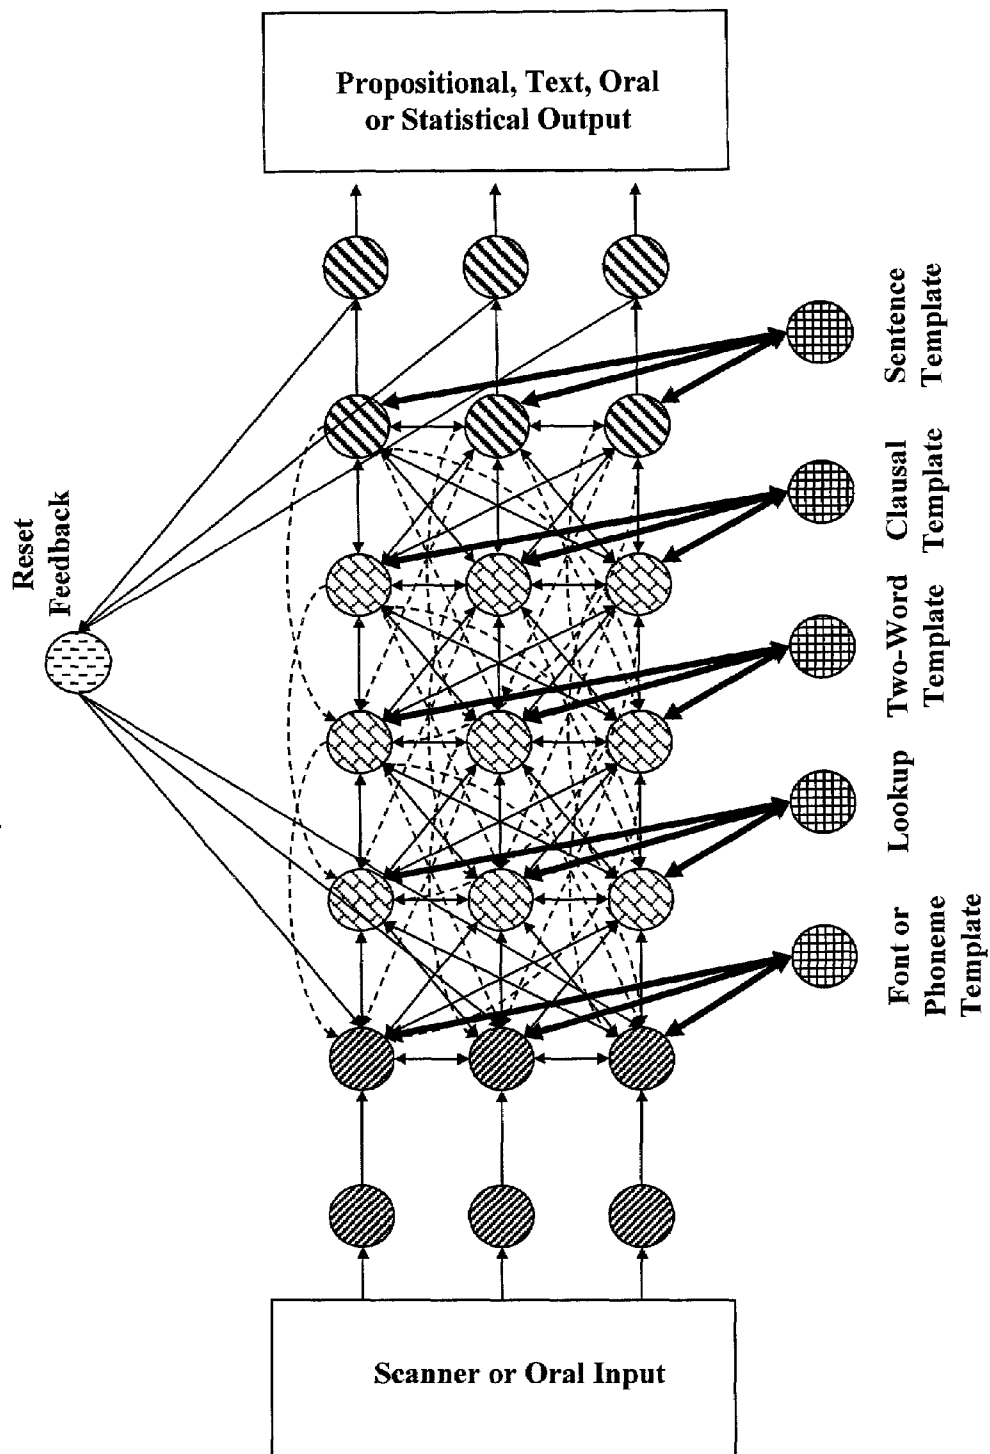 Propositional, Text, Oral
or Statistical Output
Reset
Feedback
Sentence
Template
Clausal
Template
Two-Word
Template
Lookup
Font or
Phoneme
Template
Scanner or Oral Input